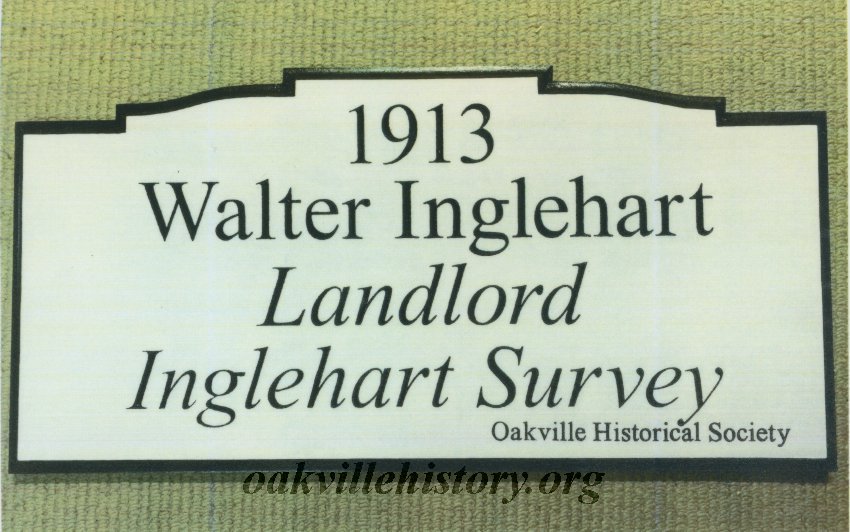 1913
Walter Inglehart
Landlord
Inglehart Survey
Oakville Historical Society
oakvillehistory.org